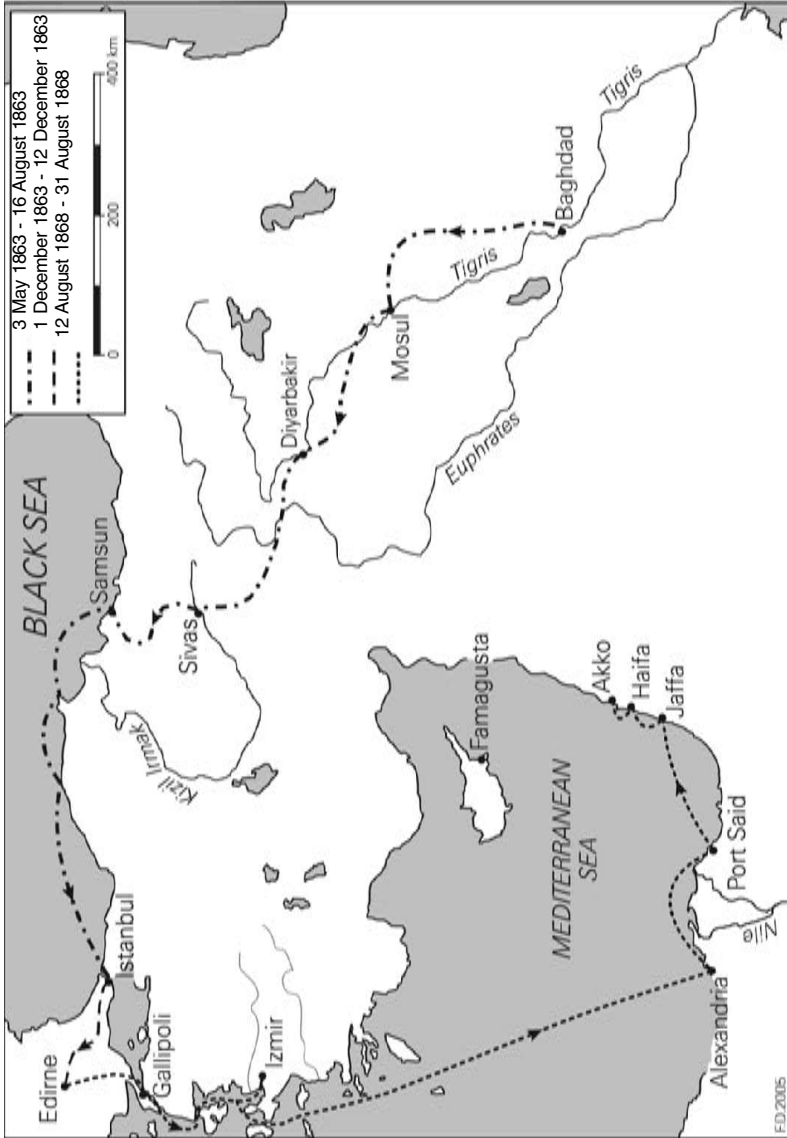 3 May 1863 - 16 August 1863
1 December 1863 - 12 December 1863
12 August 1868 - 31 August 1868
0 200 400 km
BLACK SEA
Samsun
Istanbul
Edirne
Gallipoli
Izmir
Kizil Irmak
Sivas
Diyarbakir
Mosul
Tigris
Baghdad
Tigris
Euphrates
Famagusta
MEDITERRANEAN
SEA
Akko
Haifa
Jaffa
Port Said
Nile
Alexandria
F.D.2005